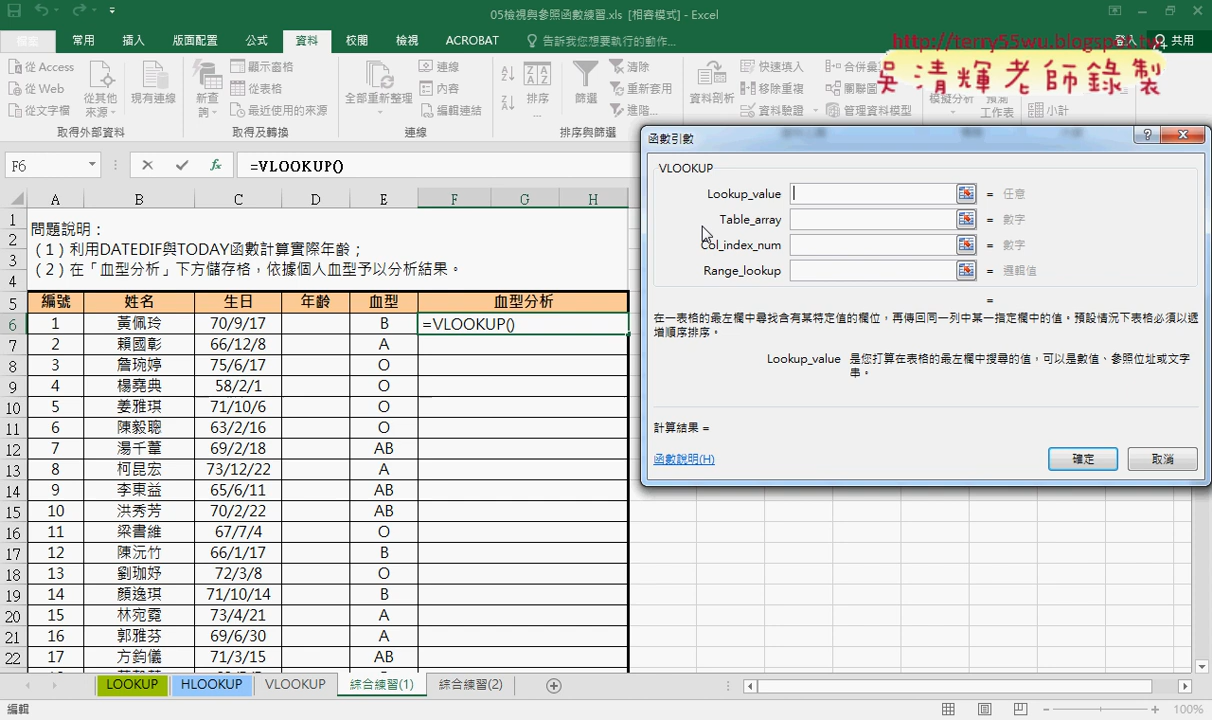 05檢視與參照函數練習.xls [相容模式] - Excel
常用 插入 版面配置 公式 資料 校閱 檢視 ACROBAT 告訴我您想要執行的動作... 登入 共用
http://terry55wu.blogspot.tw
吳清輝老師錄製
從 Access
從 Web
從文字檔
從其他來源
現有連線
新查詢
顯示窗格
從表格
最近使用的來源
全部重新整理
連線
內容
編輯連結
排序...
篩選
清除
重新套用
進階...
資料剖析
快速填入
移除重複
資料驗證
關聯圖
管理資料模型
模擬分析
預測工作表
小計
取得外部資料 取得及轉換 連線 排序與篩選
F6 =VLOOKUP()
A B C D E F G H
問題說明：
（1）利用DATEDIF與TODAY函數計算實際年齡；
（2）在「血型分析」下方儲存格，依據個人血型予以分析結果。
5 編號 姓名 生日 年齡 血型 血型分析
6 1 黃佩玲 70/9/17 B =VLOOKUP()
7 2 賴國彰 66/12/8 A
8 3 詹琬婷 75/6/17 O
9 4 楊堯典 58/2/1 O
10 5 姜雅琪 71/10/6 O
11 6 陳毅聰 63/2/16 O
12 7 湯千葦 69/2/18 AB
13 8 柯昆宏 73/12/22 A
14 9 李東益 65/6/11 AB
15 10 洪秀芳 70/2/22 AB
16 11 梁書維 67/7/4 O
17 12 陳沅竹 66/1/17 B
18 13 劉珈妤 72/3/8 O
19 14 顏逸琪 71/10/14 B
20 15 林宛霓 73/4/21 A
21 16 郭雅芬 69/6/30 A
22 17 方鈞儀 71/3/15 AB
函數引數
VLOOKUP
Lookup_value = 任意
Table_array = 數字
Col_index_num = 數字
Range_lookup = 邏輯值
=
在一表格的最左欄中尋找含有某特定值的欄位，再傳回同一列中某一指定欄中的值。預設情況下表格必須以遞
增順序排序。
Lookup_value 是您打算在表格的最左欄中搜尋的值，可以是數值、參照位址或文字
串。
計算結果 =
函數說明(H) 確定 取消
LOOKUP HLOOKUP VLOOKUP 綜合練習(1) 綜合練習(2)
編輯 100%